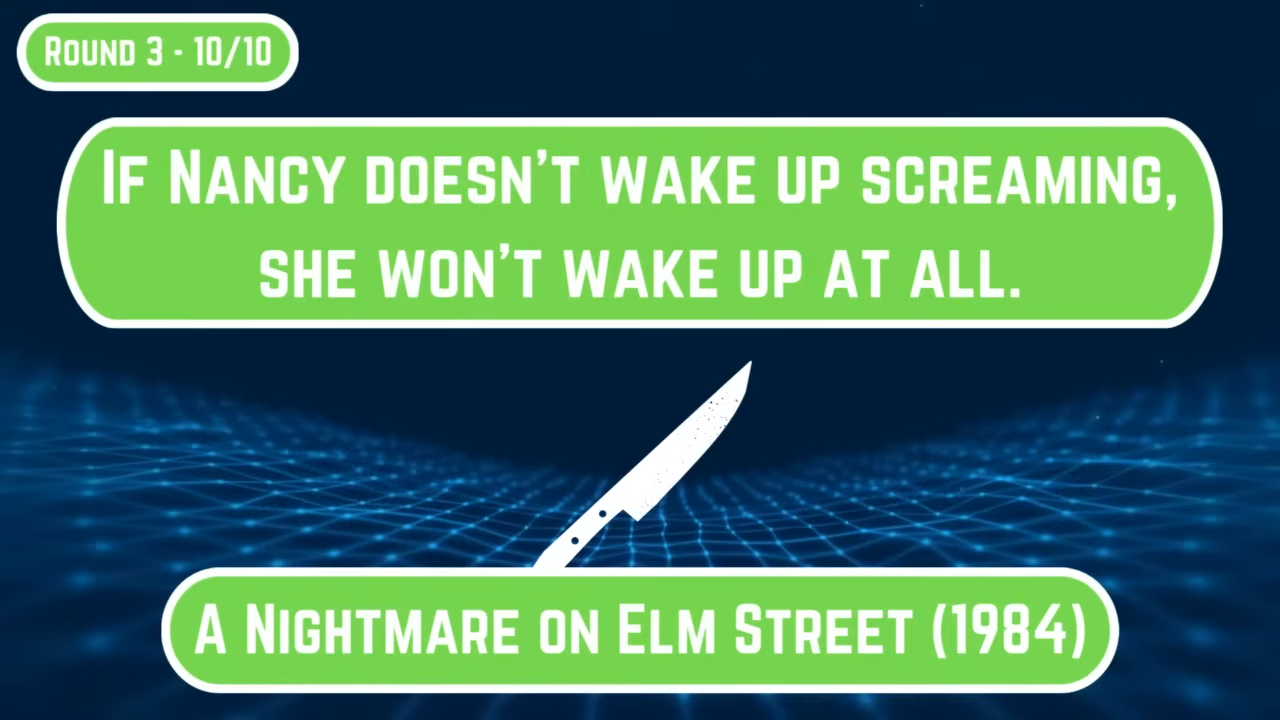 Round 3 - 10/10
If Nancy doesn't wake up screaming,
she won't wake up at all.
A Nightmare on Elm Street (1984)